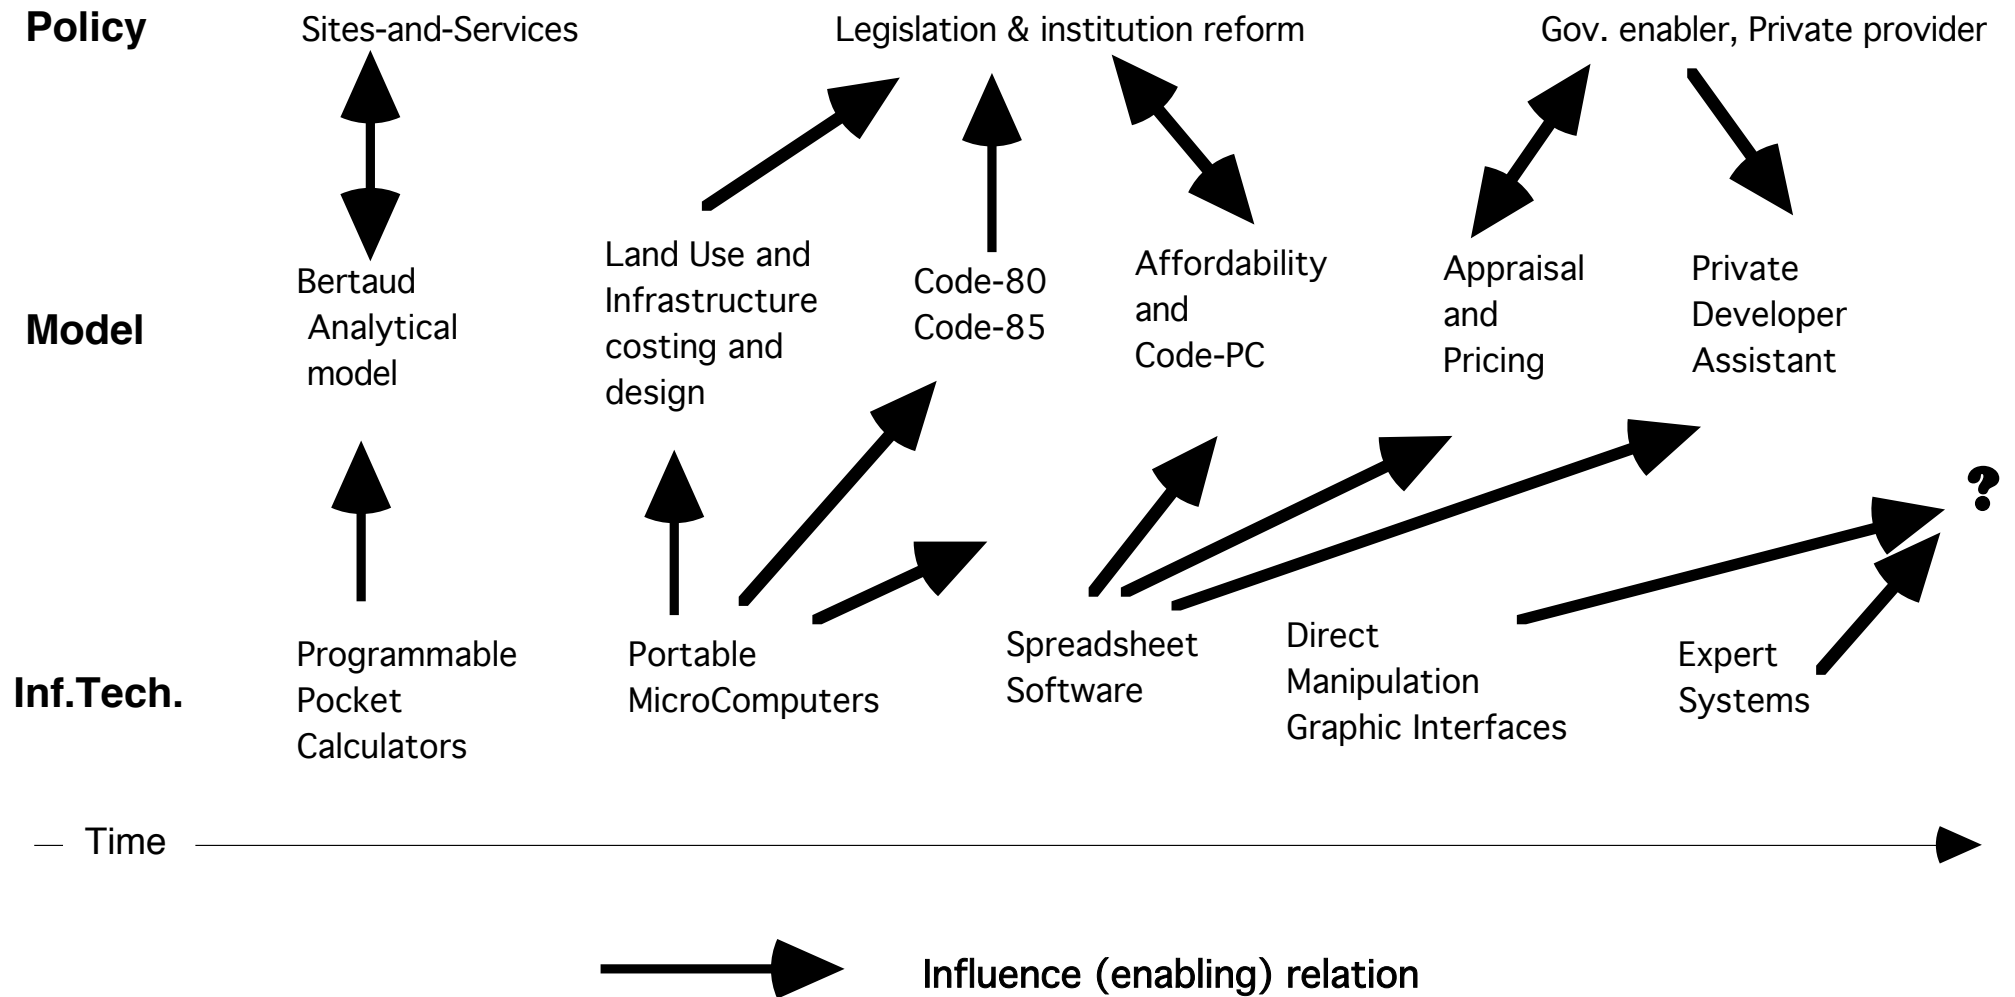 Policy
Sites-and-Services
Legislation & institution reform
Gov. enabler, Private provider
Model
Bertaud
Analytical
model
Land Use and
Infrastructure
costing and
design
Code-80
Code-85
Affordability
and
Code-PC
Appraisal
and
Pricing
Private
Developer
Assistant
?
Inf.Tech.
Programmable
Pocket
Calculators
Portable
MicroComputers
Spreadsheet
Software
Direct
Manipulation
Graphic Interfaces
Expert
Systems
Time
Influence (enabling) relation